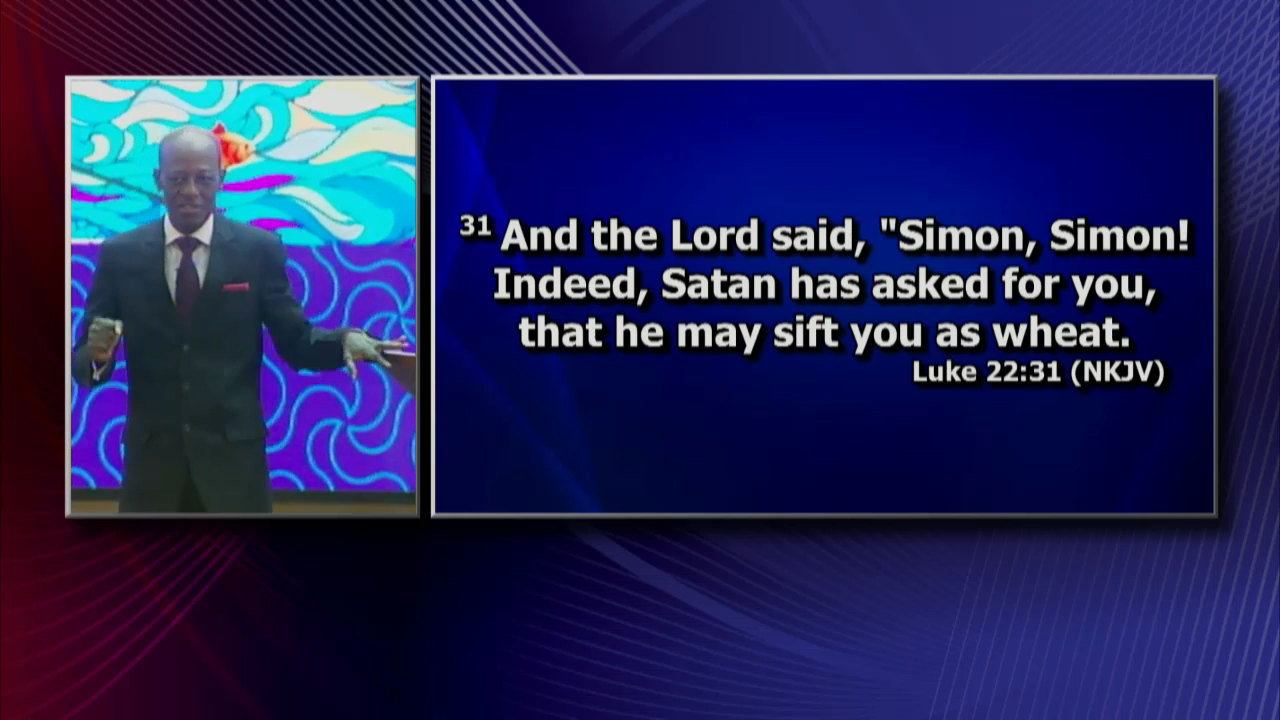 31 And the Lord said, "Simon, Simon!
Indeed, Satan has asked for you,
that he may sift you as wheat.
Luke 22:31 (NKJV)